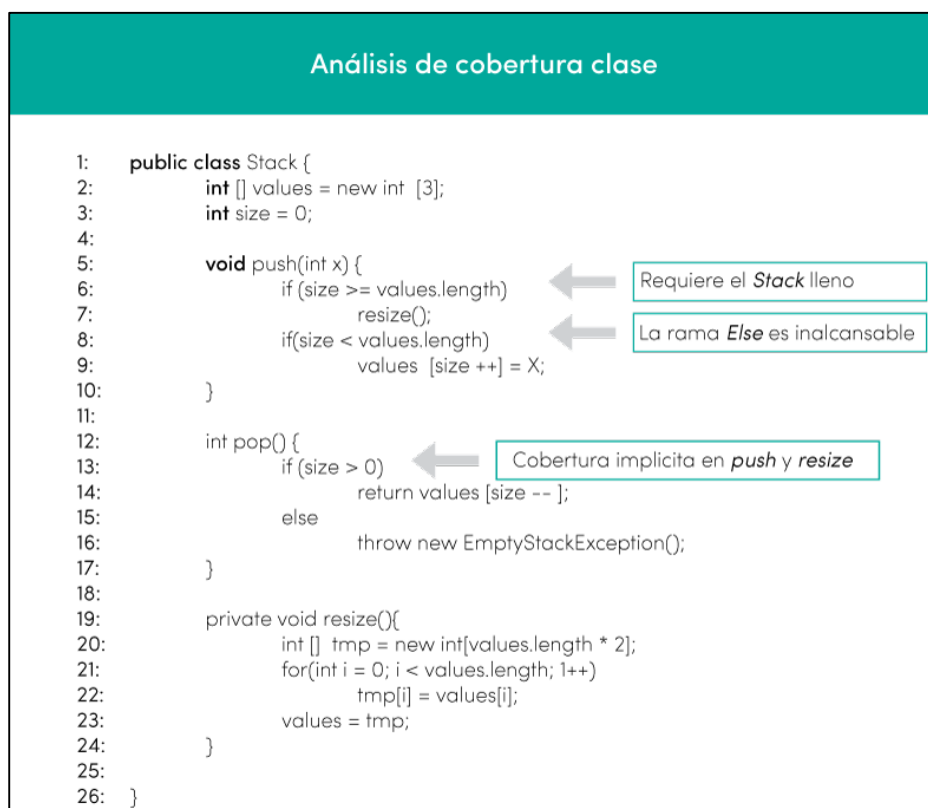 Análisis de cobertura clase
1: public class Stack {
2: int [] values = new int [3];
3: int size = 0;
4:
5: void push(int x) {
6: if (size >= values.length)
Requiere el Stack lleno
7: resize();
8: if(size < values.length)
La rama Else es inalcansable
9: values [size ++] = X;
10: }
11:
12: int pop() {
13: if (size > 0)
Cobertura implicita en push y resize
14: return values [size -- ];
15: else
16: throw new EmptyStackException();
17: }
18:
19: private void resize(){
20: int [] tmp = new int[values.length * 2];
21: for(int i = 0; i < values.length; 1++)
22: tmp[i] = values[i];
23: values = tmp;
24: }
25:
26: }